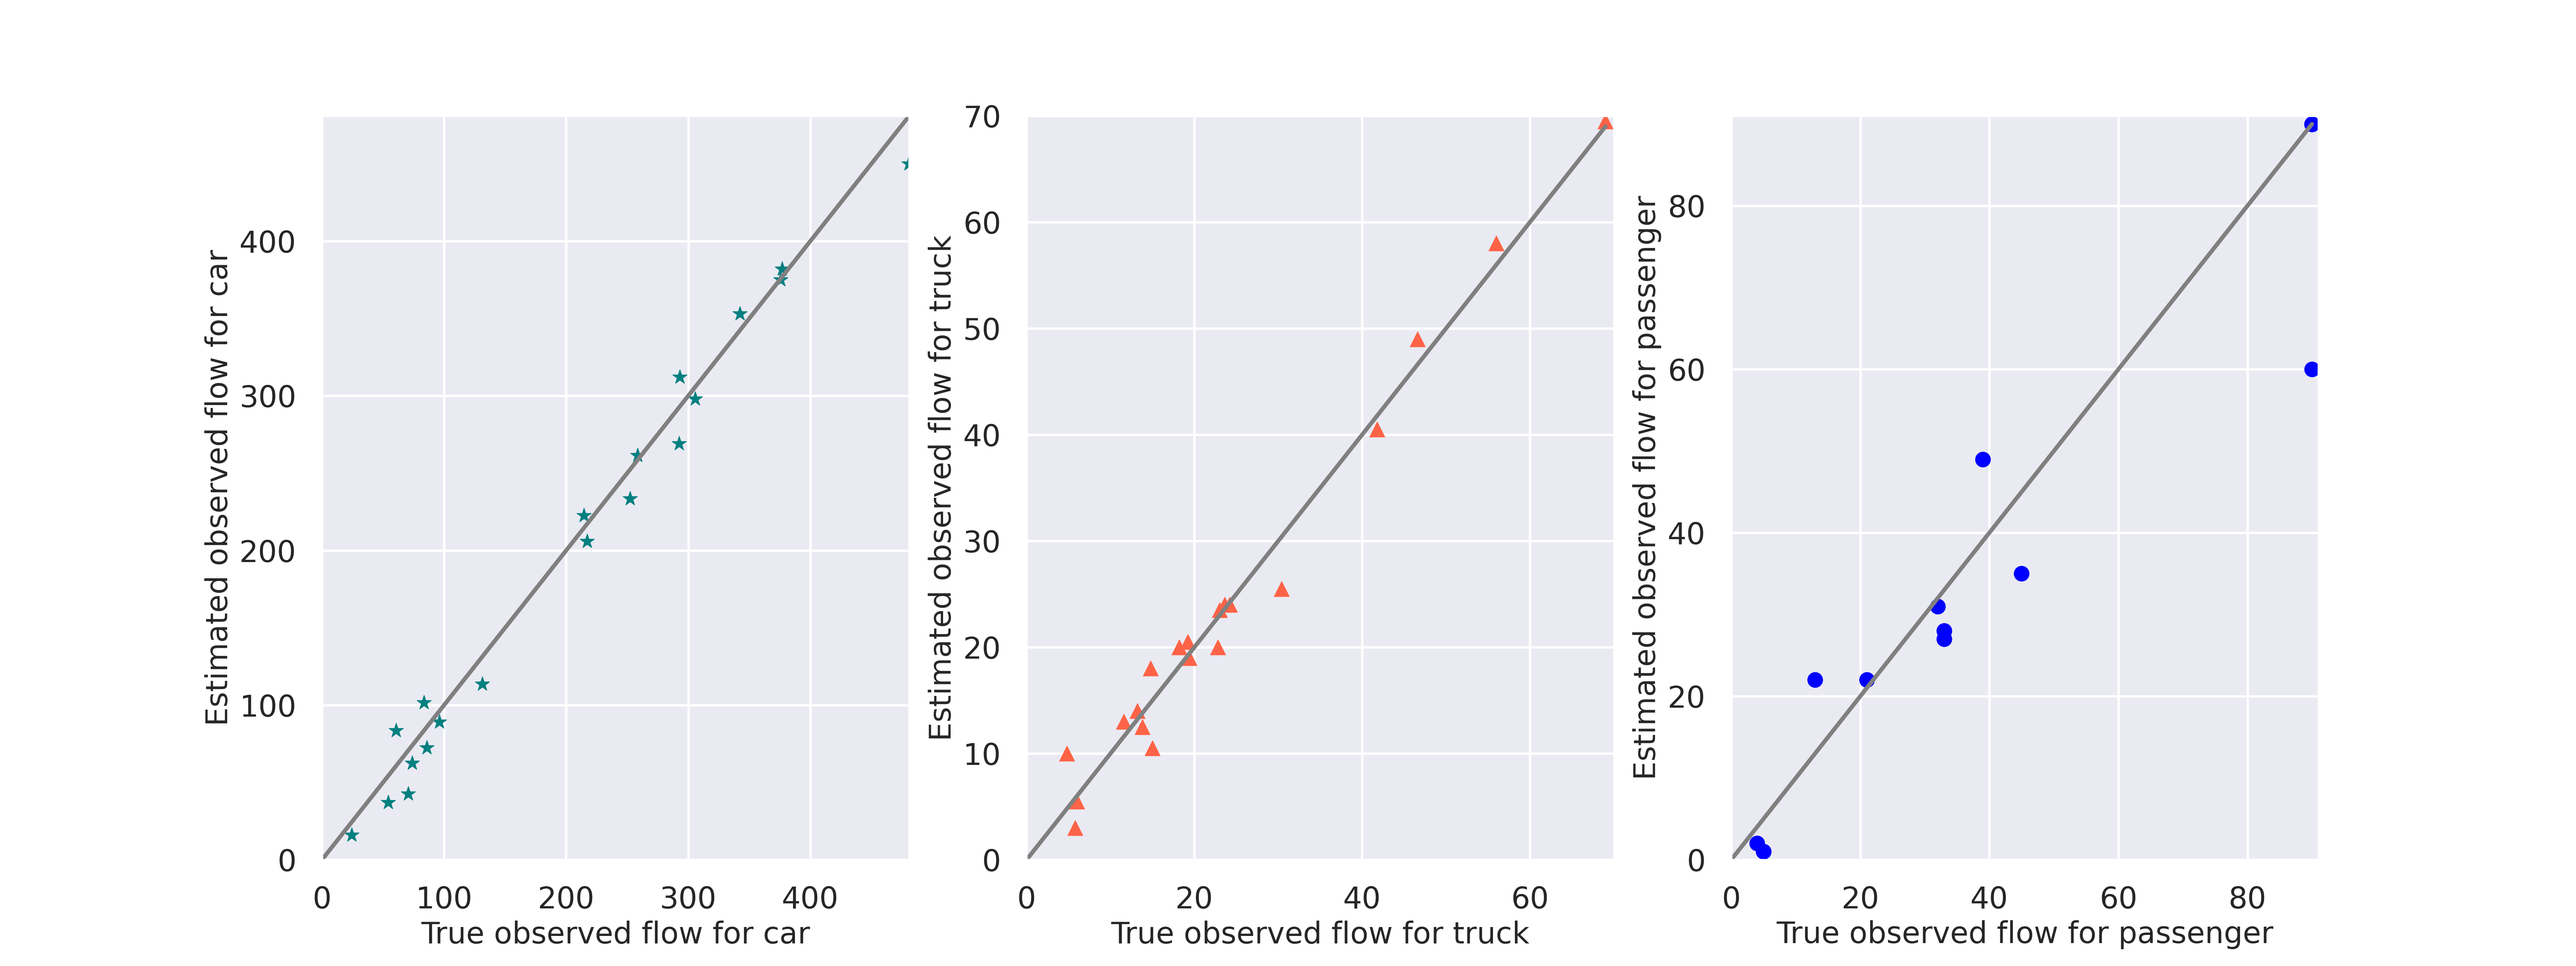 Estimated observed flow for car
400
300
200
100
0
0 100 200 300 400
True observed flow for car
Estimated observed flow for truck
70
60
50
40
30
20
10
0
0 20 40 60
True observed flow for truck
Estimated observed flow for passenger
80
60
40
20
0
0 20 40 60 80
True observed flow for passenger